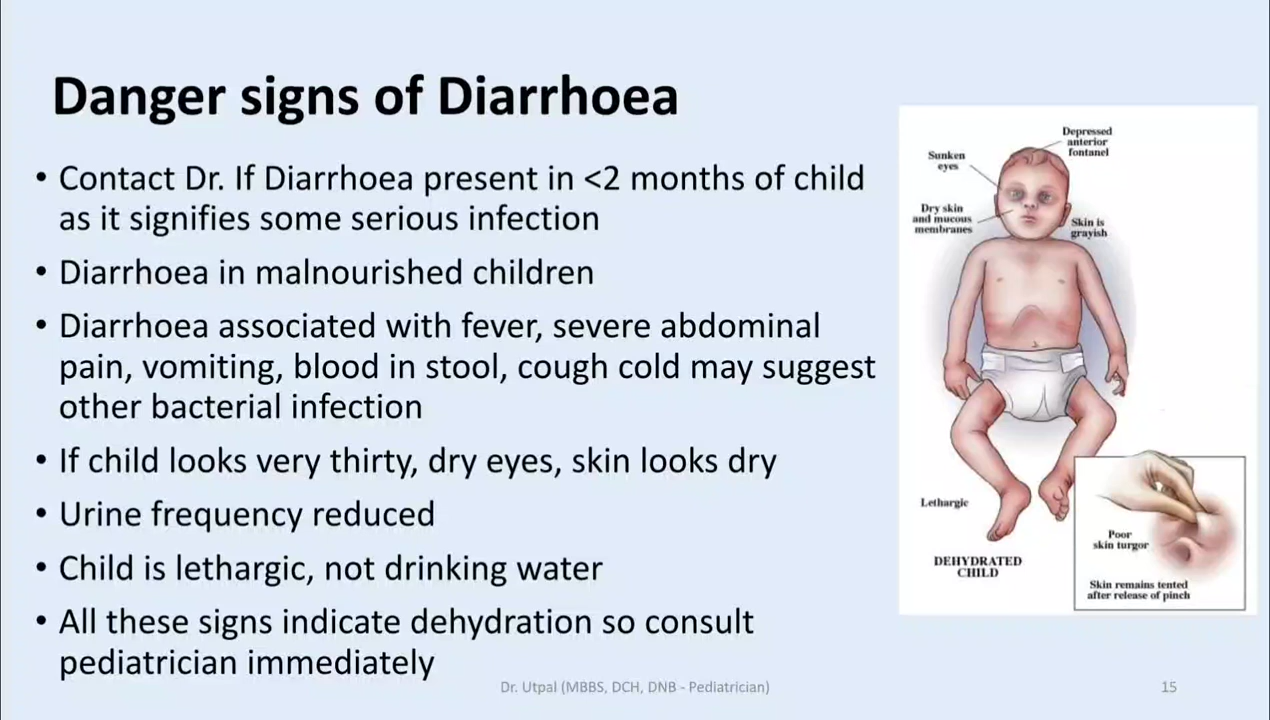 Danger signs of Diarrhoea
• Contact Dr. If Diarrhoea present in <2 months of child
as it signifies some serious infection
• Diarrhoea in malnourished children
• Diarrhoea associated with fever, severe abdominal
pain, vomiting, blood in stool, cough cold may suggest
other bacterial infection
• If child looks very thirty, dry eyes, skin looks dry
• Urine frequency reduced
• Child is lethargic, not drinking water
• All these signs indicate dehydration so consult
pediatrician immediately
Depressed
anterior
fontanel
Sunken
eyes
Dry skin
and mucous
membranes
Skin is
grayish
Lethargic
DEHYDRATED
CHILD
Poor
skin turgor
Skin remains tented
after release of pinch
Dr. Utpal (MBBS, DCH, DNB - Pediatrician)
15